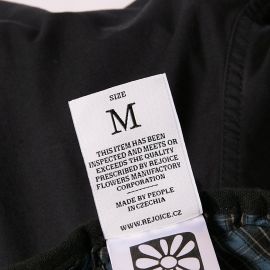 SIZE
M
THIS ITEM HAS BEEN
INSPECTED AND MEETS OR
EXCEEDS THE QUALITY
PRESCRIBED BY REJOICE
FLOWERS MANUFACTORY
CORPORATION
MADE BY PEOPLE
IN CZECHIA
WWW.REJOICE.CZ